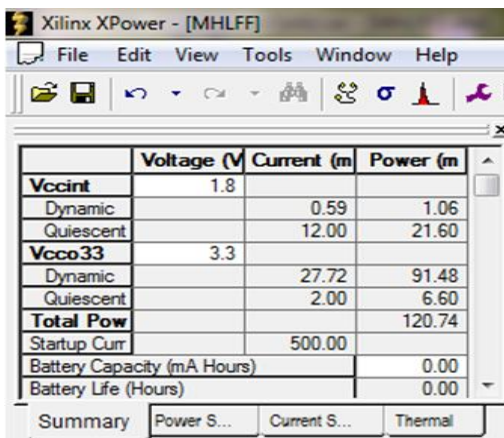 Xilinx XPower - [MHLFF]
File Edit View Tools Window Help
Voltage (V Current (m Power (m
Vccint 1.8
Dynamic 0.59 1.06
Quiescent 12.00 21.60
Vcco33 3.3
Dynamic 27.72 91.48
Quiescent 2.00 6.60
Total Pow 120.74
Startup Curr 500.00
Battery Capacity (mA Hours) 0.00
Battery Life (Hours) 0.00
Summary Power S... Current S... Thermal